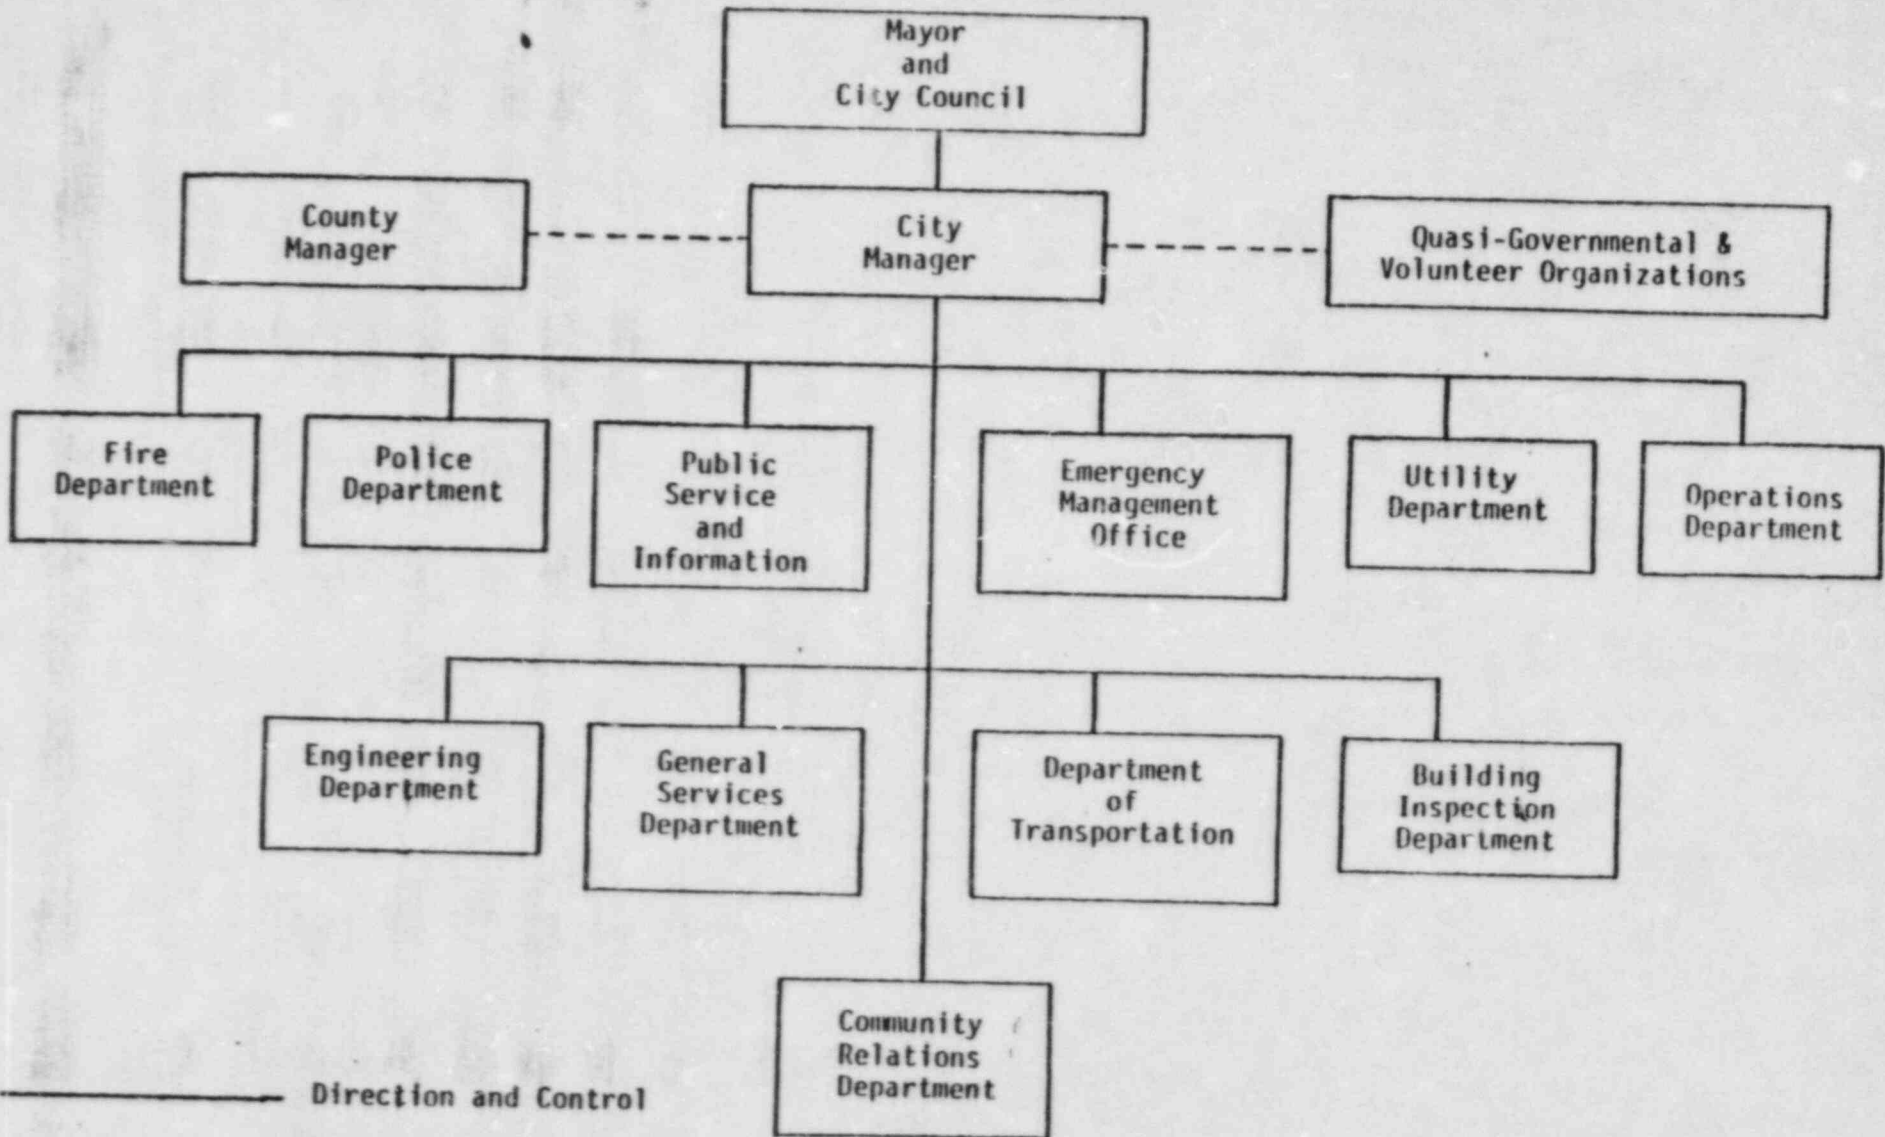 Mayor
and
City Council
County
Manager
City
Manager
Quasi-Governmental &
Volunteer Organizations
Fire
Department
Police
Department
Public
Service
and
Information
Emergency
Management
Office
Utility
Department
Operations
Department
Engineering
Department
General
Services
Department
Department
of
Transportation
Building
Inspection
Department
Community
Relations
Department
Direction and Control